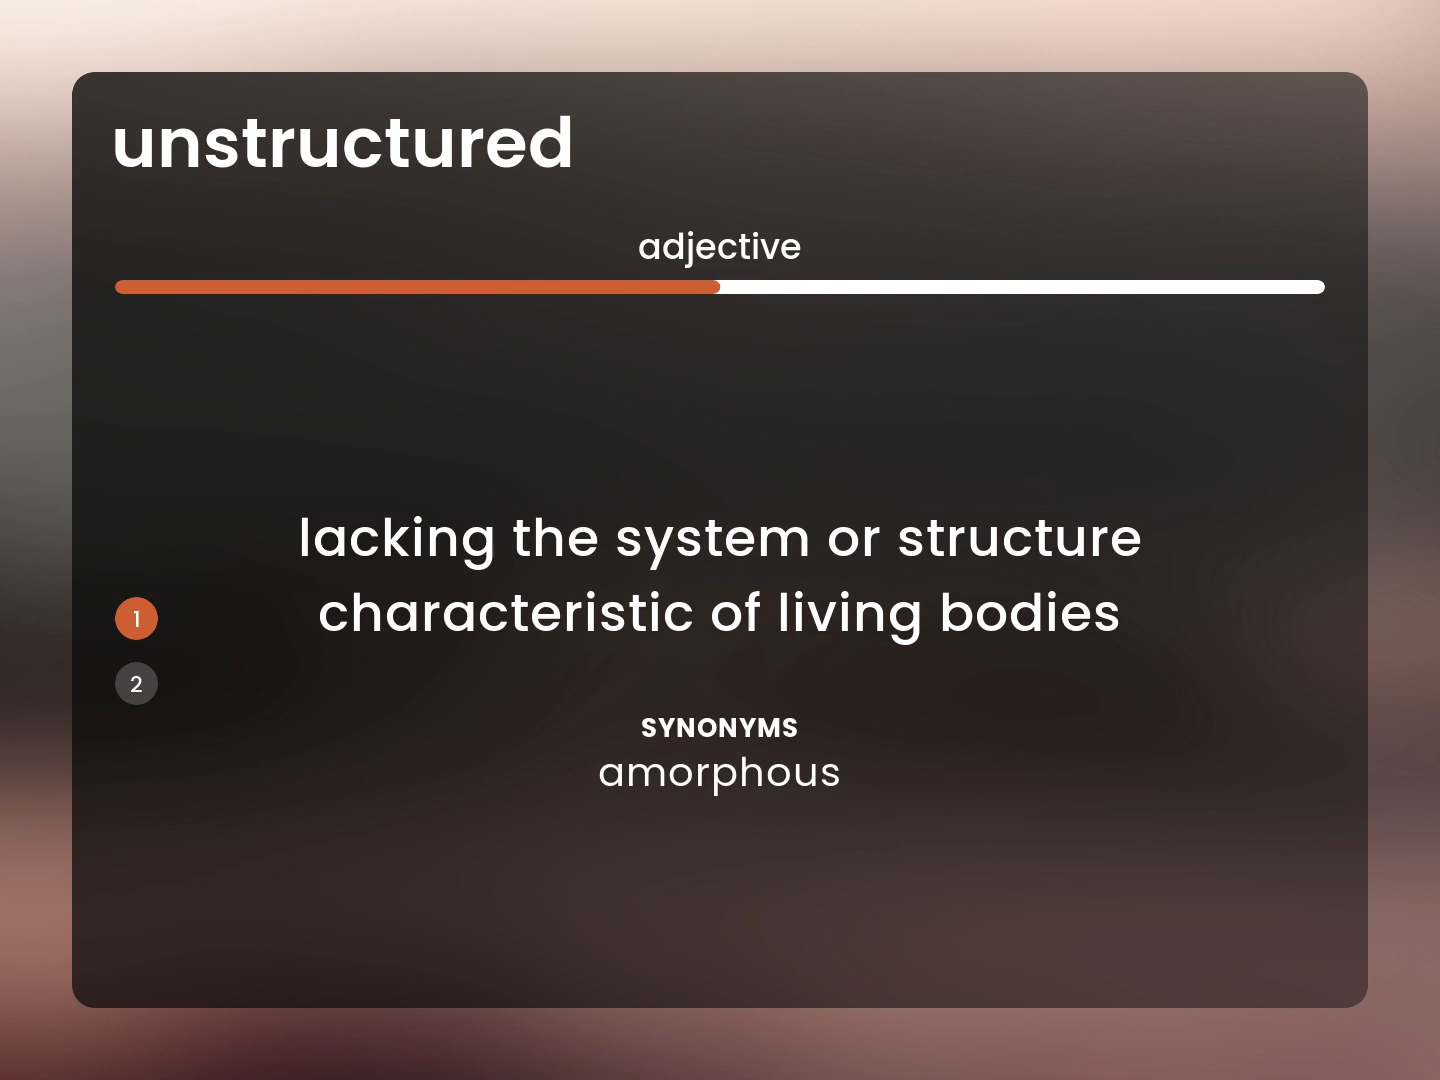 unstructured
adjective
lacking the system or structure
characteristic of living bodies
1
2
SYNONYMS
amorphous